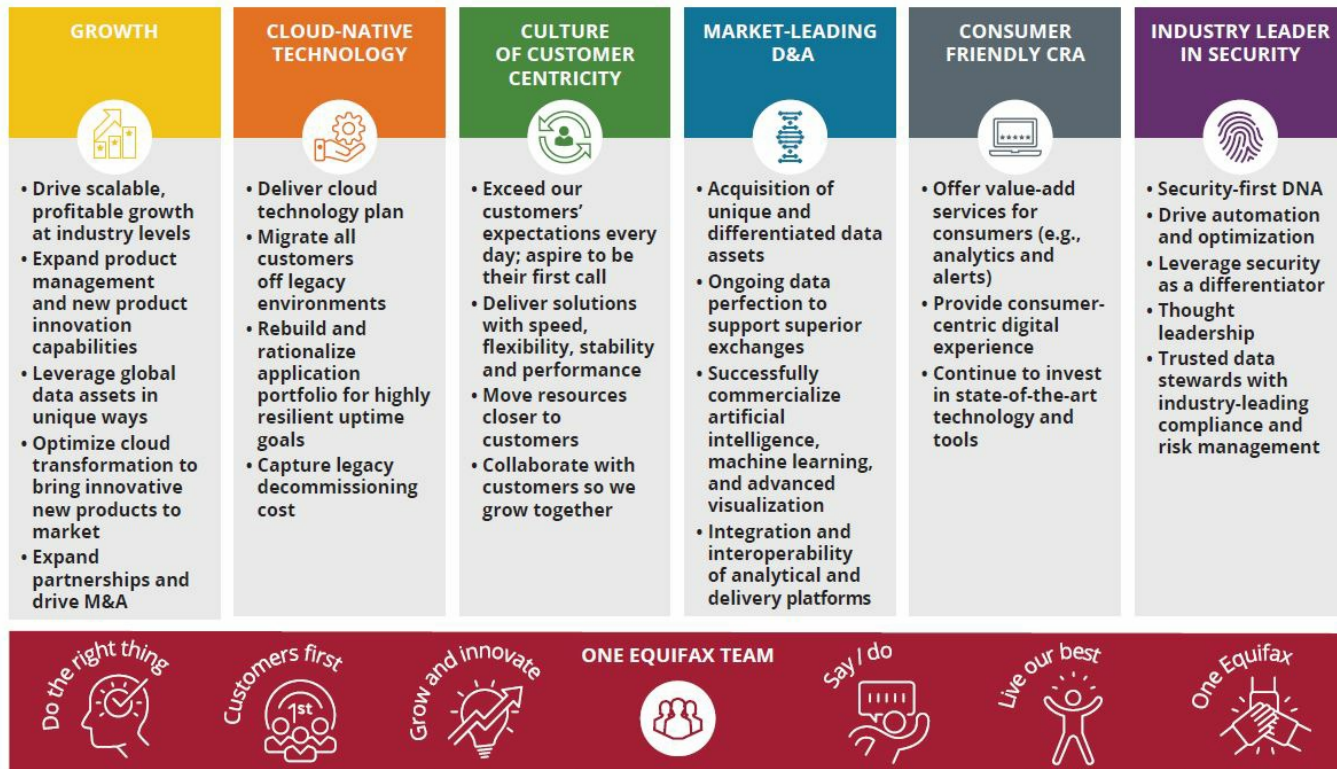 GROWTH
• Drive scalable,
profitable growth
at industry levels
• Expand product
management
and new product
innovation
capabilities
• Leverage global
data assets in
unique ways
• Optimize cloud
transformation to
bring innovative
new products to
market
• Expand
partnerships and
drive M&A
CLOUD-NATIVE
TECHNOLOGY
• Deliver cloud
technology plan
• Migrate all
customers
off legacy
environments
• Rebuild and
rationalize
application
portfolio for highly
resilient uptime
goals
• Capture legacy
decommissioning
cost
CULTURE
OF CUSTOMER
CENTRICITY
• Exceed our
customers’
expectations every
day; aspire to be
their first call
• Deliver solutions
with speed,
flexibility, stability
and performance
• Move resources
closer to
customers
• Collaborate with
customers so we
grow together
MARKET-LEADING
D&A
• Acquisition of
unique and
differentiated data
assets
• Ongoing data
perfection to
support superior
exchanges
• Successfully
commercialize
artificial
intelligence,
machine learning,
and advanced
visualization
• Integration and
interoperability
of analytical and
delivery platforms
CONSUMER
FRIENDLY CRA
• Offer value-add
services for
consumers (e.g.,
analytics and
alerts)
• Provide consumer-
centric digital
experience
• Continue to invest
in state-of-the-art
technology and
tools
INDUSTRY LEADER
IN SECURITY
• Security-first DNA
• Drive automation
and optimization
• Leverage security
as a differentiator
• Thought
leadership
• Trusted data
stewards with
industry-leading
compliance and
risk management
Do the right thing
Customers first
1st
Grow and innovate
ONE EQUIFAX TEAM
Say / do
Live our best
One Equifax